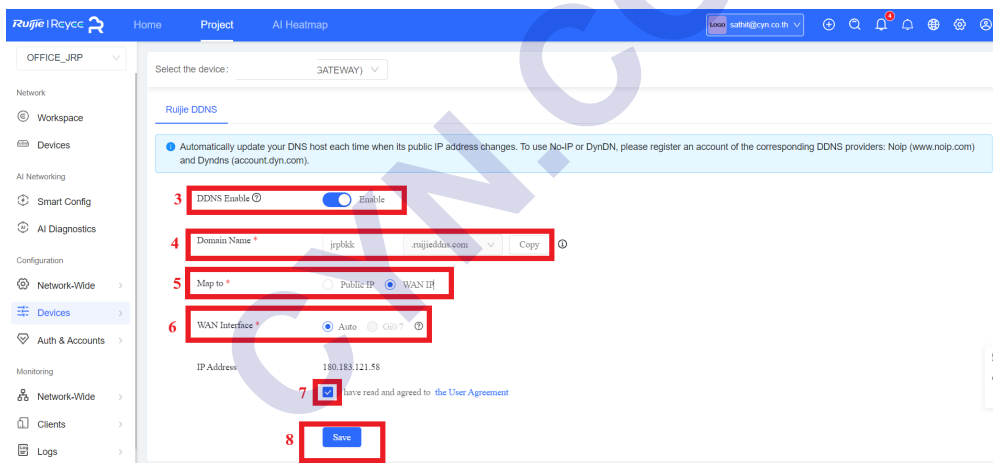 Ruijie | Rcycc
Home Project AI Heatmap
LOGO sathit@cyn.co.th
4
OFFICE_JRP
Select the device:
GATEWAY)
Network
Workspace
Devices
AI Networking
Smart Config
AI Diagnostics
Configuration
Network-Wide
Devices
Auth & Accounts
Monitoring
Network-Wide
Clients
Logs
Ruijie DDNS
Automatically update your DNS host each time when its public IP address changes. To use No-IP or DynDN, please register an account of the corresponding DDNS providers: Noip (www.noip.com)
and Dyndns (account.dyn.com).
3 DDNS Enable Enable
4 Domain Name * jrpbkk .ruijieddns.com Copy
5 Map to * Public IP WAN IP
6 WAN Interface * Auto Gi0/7
IP Address 180.183.121.58
7 have read and agreed to the User Agreement
8 Save
CYN.CO